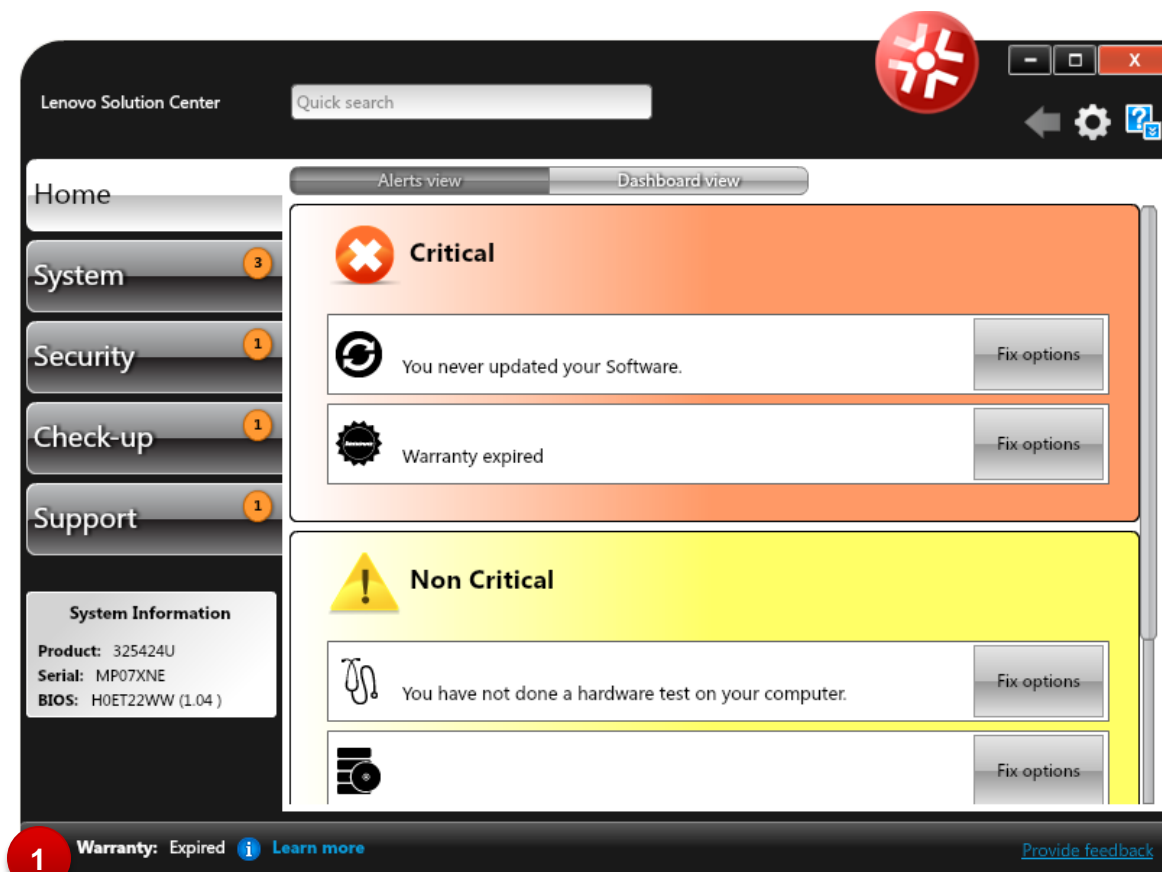 Lenovo Solution Center
Quick search
X
Alerts view
Dashboard view
Home
System
3
Security
1
Check-up
1
Support
1
Critical
You never updated your Software.
Fix options
Warranty expired
Fix options
Non Critical
You have not done a hardware test on your computer.
Fix options
Fix options
System Information
Product: 325424U
Serial: MP07XNE
BIOS: H0ET22WW (1.04 )
1
Warranty: Expired i Learn more
Provide feedback